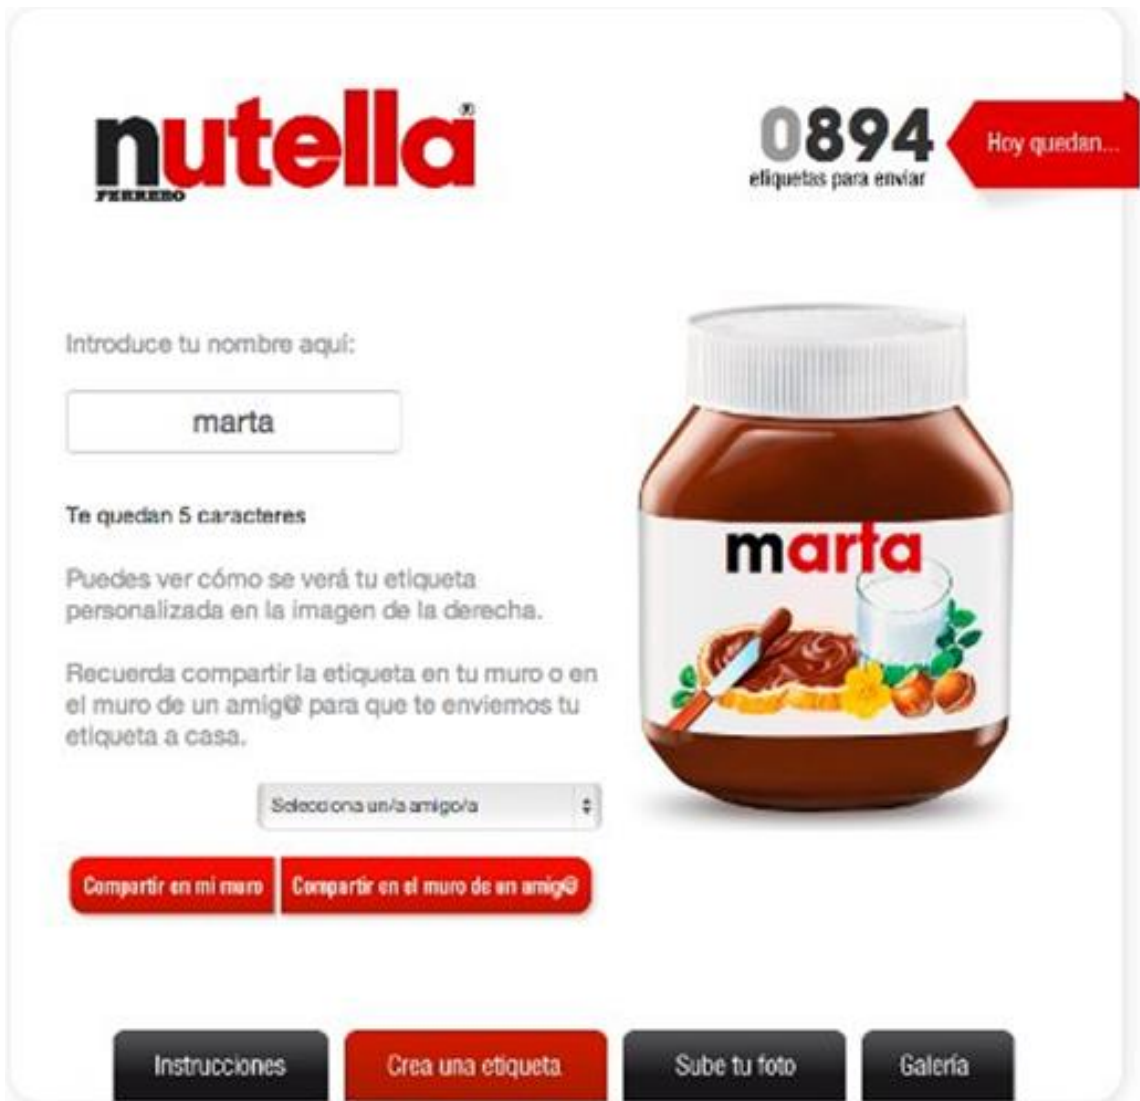 nutella®
FERRERO
0894
etiquetas para enviar
Hoy quedan...
Introduce tu nombre aquí:
marta
Te quedan 5 caracteres
Puedes ver cómo se verá tu etiqueta
personalizada en la imagen de la derecha.
Recuerda compartir la etiqueta en tu muro o en
el muro de un amig@ para que te enviemos tu
etiqueta a casa.
Selecciona un/a amigo/a
Compartir en mi muro
Compartir en el muro de un amig@
marta
Instrucciones
Crea una etiqueta
Sube tu foto
Galería